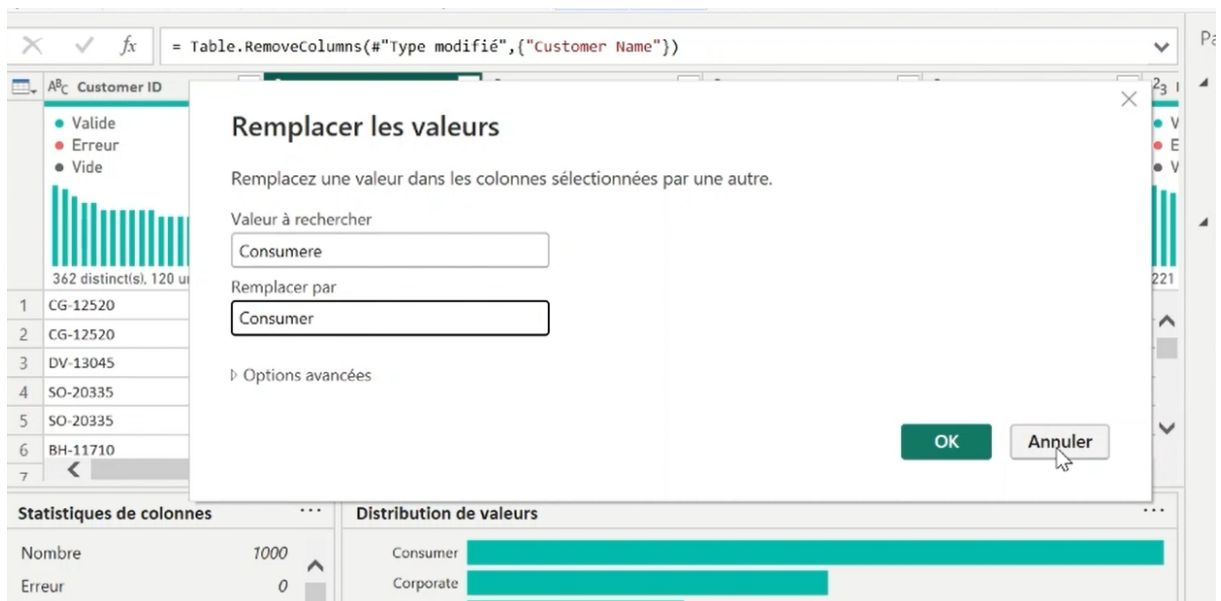 fx = Table.RemoveColumns(#"Type modifié",{"Customer Name"})
ABC Customer ID
Valide
Erreur
Vide
362 distinct(s), 120
1 CG-12520
2 CG-12520
3 DV-13045
4 SO-20335
5 SO-20335
6 BH-11710
7
Remplacer les valeurs
Remplacez une valeur dans les colonnes sélectionnées par une autre.
Valeur à rechercher
Consumere
Remplacer par
Consumer
Options avancées
OK Annuler
221
Statistiques de colonnes ...
Nombre 1000
Erreur 0
Distribution de valeurs ...
Consumer
Corporate